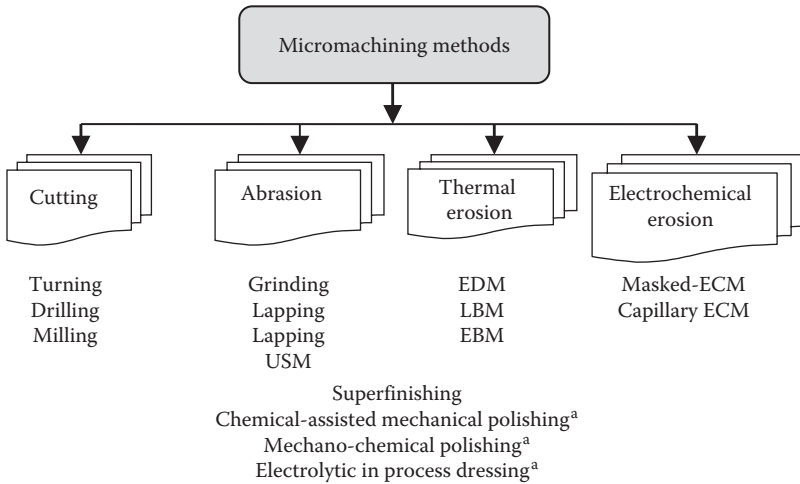 Micromachining methods
Cutting
Abrasion
Thermal
erosion
Electrochemical
erosion
Turning
Drilling
Milling
Grinding
Lapping
Lapping
USM
EDM
LBM
EBM
Masked-ECM
Capillary ECM
Superfinishing
Chemical-assisted mechanical polishingᵃ
Mechano-chemical polishingᵃ
Electrolytic in process dressingᵃ